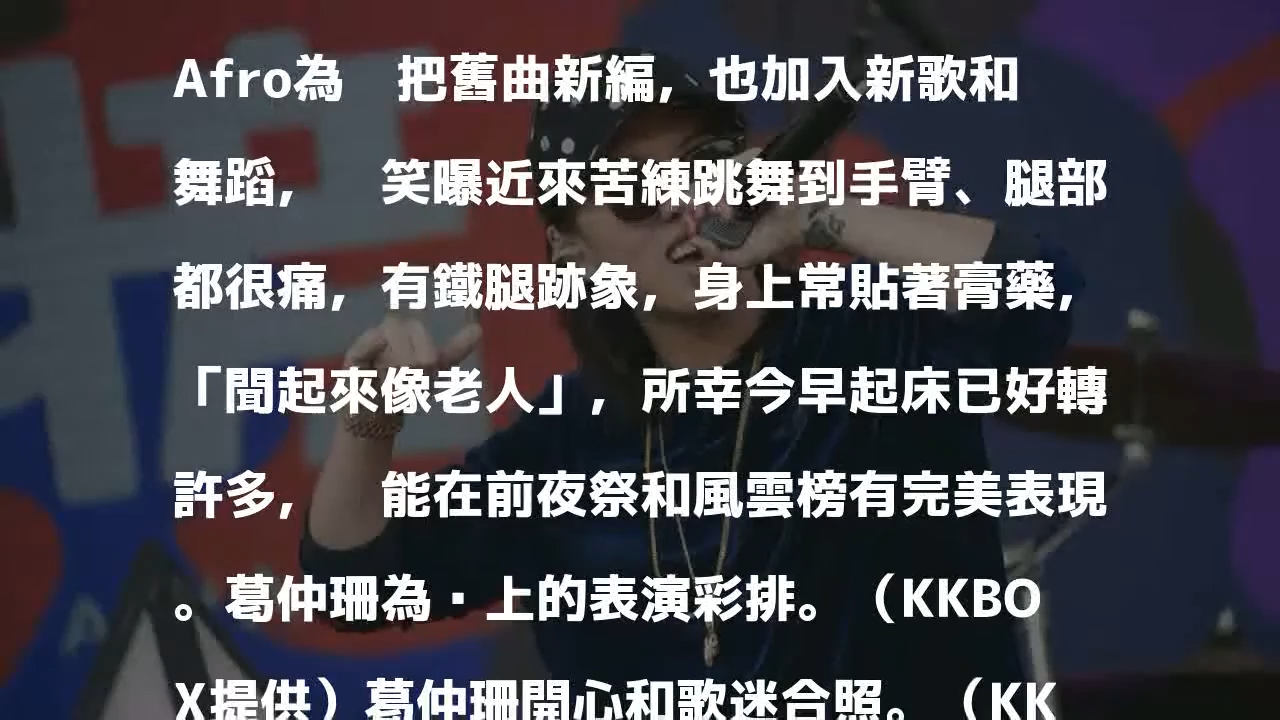 Afro為　把舊曲新編，也加入新歌和
舞蹈，　笑曝近來苦練跳舞到手臂、腿部
都很痛，有鐵腿跡象，身上常貼著膏藥，
「聞起來像老人」，所幸今早起床已好轉
許多，　能在前夜祭和風雲榜有完美表現
。葛仲珊為·上的表演彩排。（KKBO
X提供）葛仲珊開心和歌迷合照。（KK